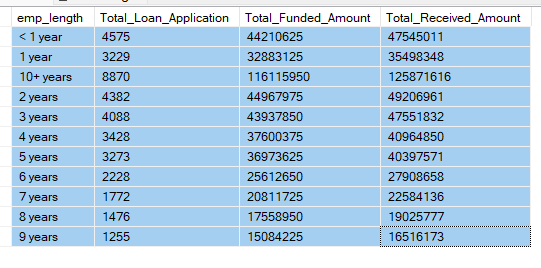 emp_length Total_Loan_Application Total_Funded_Amount Total_Received_Amount
< 1 year 4575 44210625 47545011
1 year 3229 32883125 35498348
10+ years 8870 116115950 125871616
2 years 4382 44967975 49206961
3 years 4088 43937850 47551832
4 years 3428 37600375 40964850
5 years 3273 36973625 40397571
6 years 2228 25612650 27908658
7 years 1772 20811725 22584136
8 years 1476 17558950 19025777
9 years 1255 15084225 16516173